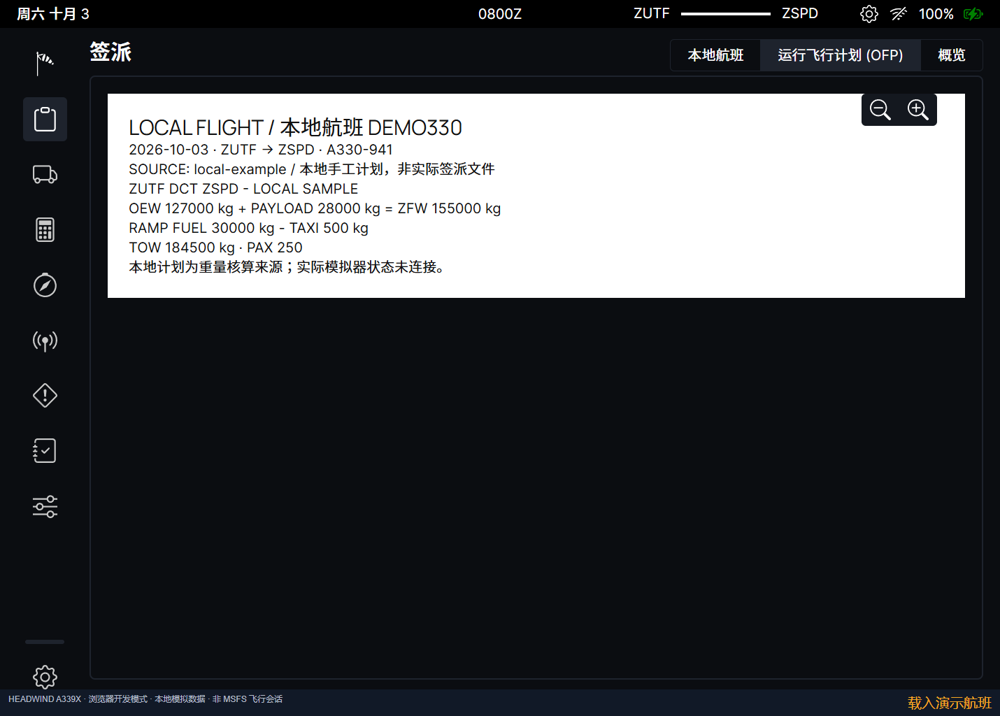 周六 十月 3
0800Z
ZUTF ZSPD
100%
签派
本地航班
运行飞行计划 (OFP)
概览
LOCAL FLIGHT / 本地航班 DEMO330
2026-10-03 · ZUTF → ZSPD · A330-941
SOURCE: local-example / 本地手工计划，非实际签派文件
ZUTF DCT ZSPD - LOCAL SAMPLE
OEW 127000 kg + PAYLOAD 28000 kg = ZFW 155000 kg
RAMP FUEL 30000 kg - TAXI 500 kg
TOW 184500 kg · PAX 250
本地计划为重量核算来源；实际模拟器状态未连接。
HEADWIND A339X · 浏览器开发模式 · 本地模拟数据 · 非 MSFS 飞行会话
载入演示航班